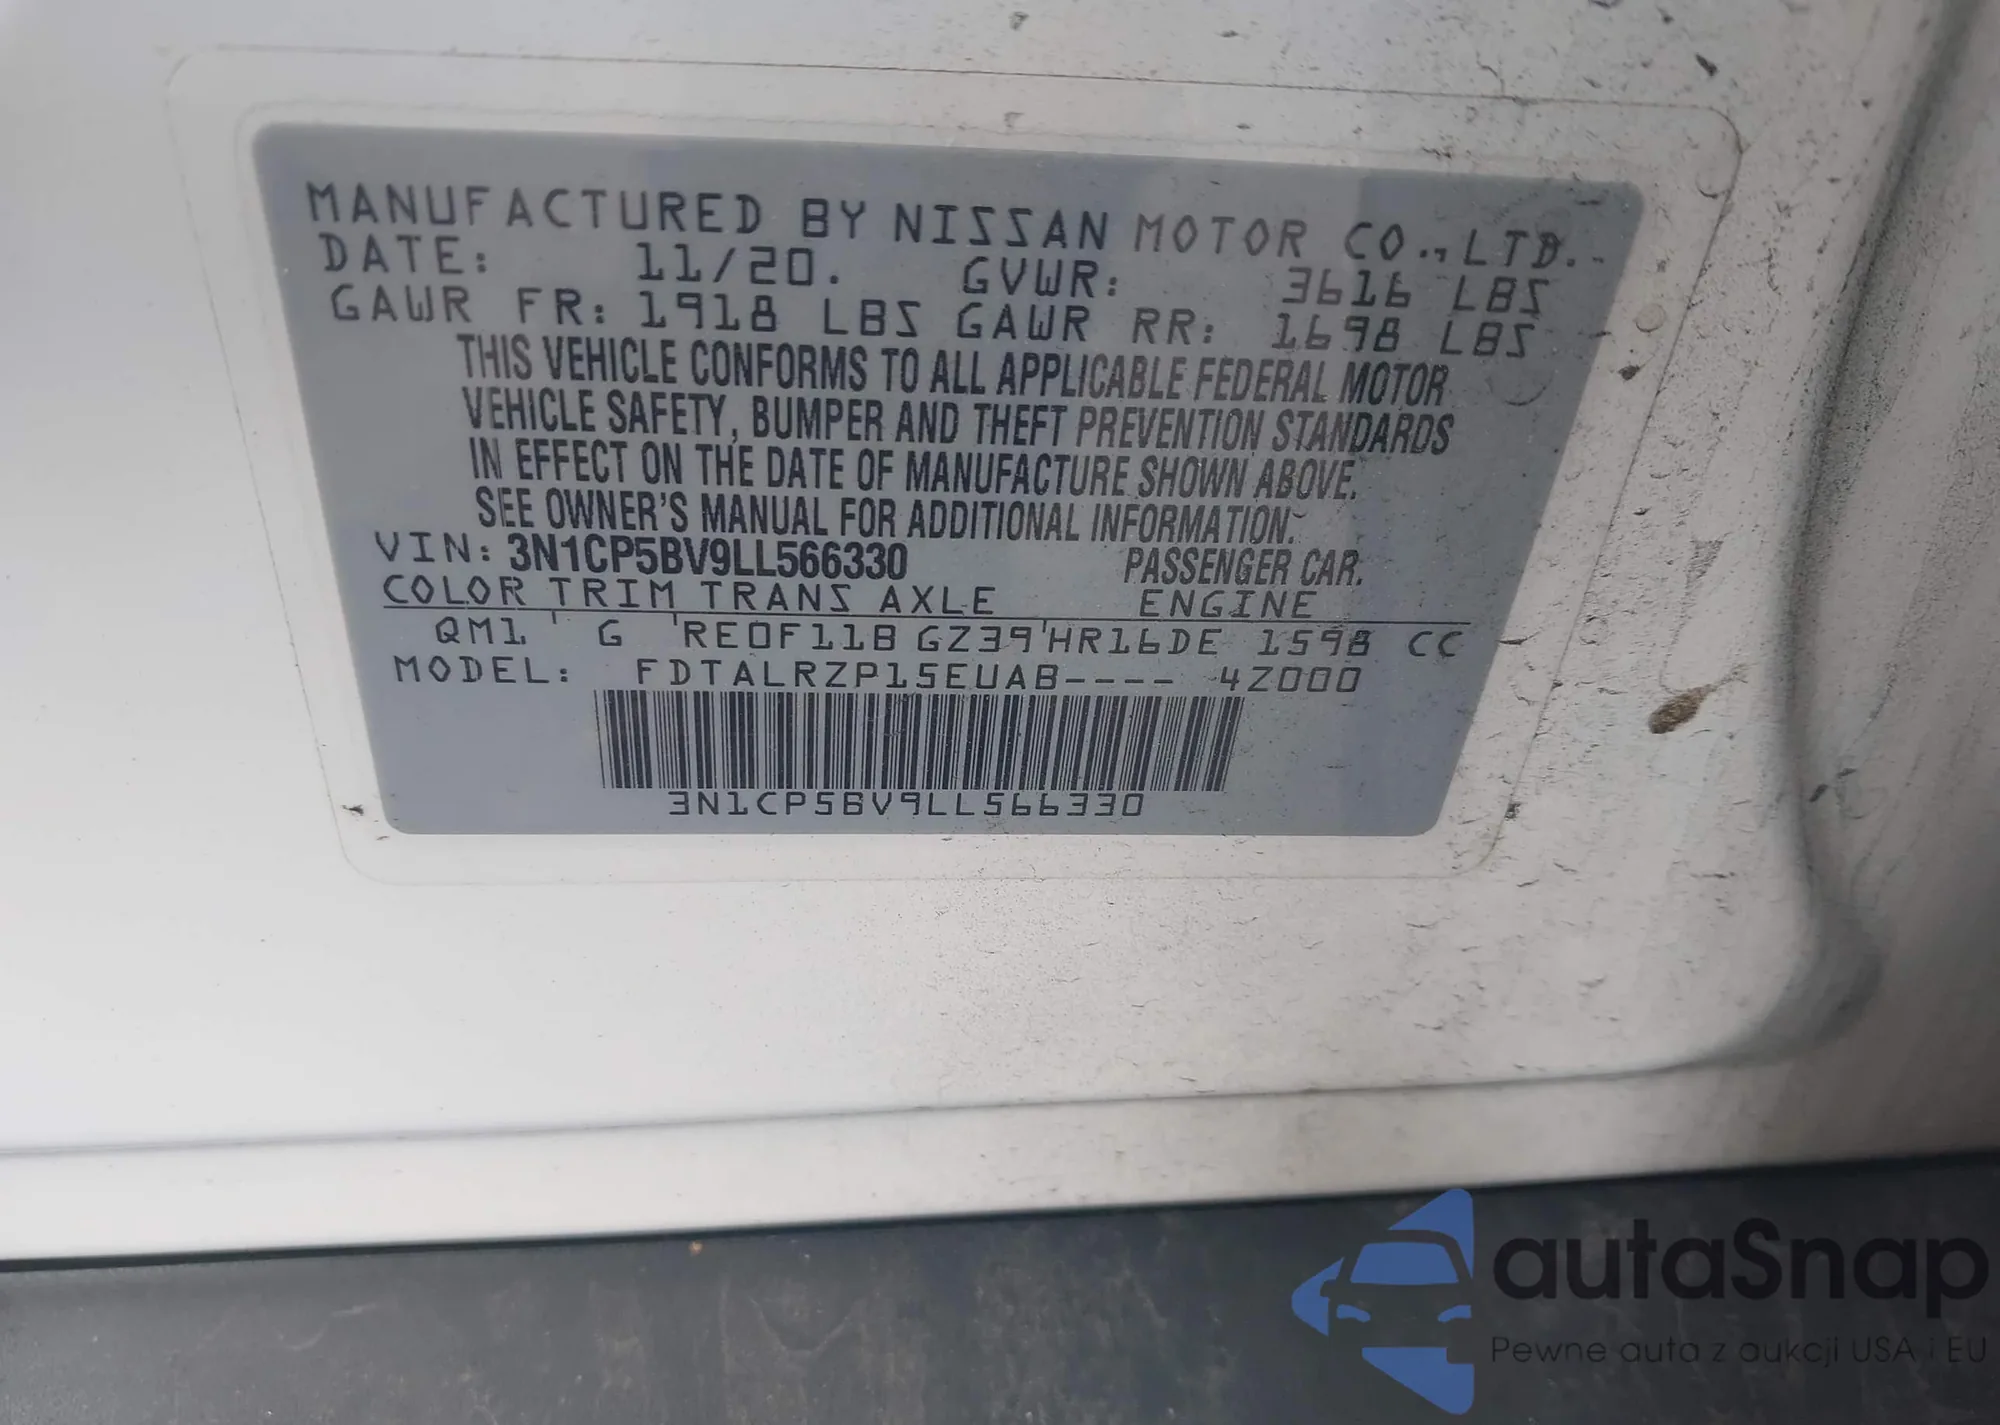 MANUFACTURED BY NISSAN MOTOR CO., LTD.
DATE: 11/20. GVWR: 3616 LBS
GAWR FR: 1918 LBS GAWR RR: 1698 LBS
THIS VEHICLE CONFORMS TO ALL APPLICABLE FEDERAL MOTOR
VEHICLE SAFETY, BUMPER AND THEFT PREVENTION STANDARDS
IN EFFECT ON THE DATE OF MANUFACTURE SHOWN ABOVE.
SEE OWNER'S MANUAL FOR ADDITIONAL INFORMATION.
VIN: 3N1CP5BV9LL566330 PASSENGER CAR.
COLOR TRIM TRANS AXLE ENGINE
QM1 G RE0F11B GZ39 HR16DE 1598 CC
MODEL: FDTALRZP15EUAB---- 4Z000
3N1CP5BV9LL566330
autaSnap
Pewne auta z aukcji USA i EU